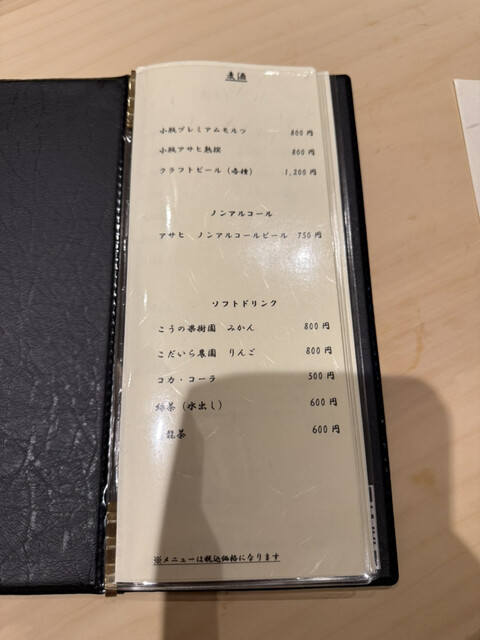 麦酒
小瓶プレミアムモルツ 800円
小瓶アサヒ熟撰 800円
クラフトビール（各種） 1,200円
ノンアルコール
アサヒ ノンアルコールビール 750円
ソフトドリンク
こうの果樹園 みかん 800円
こだいら農園 りんご 800円
コカ・コーラ 500円
緑茶（水出し） 600円
龍茶 600円
※メニューは税込価格になります